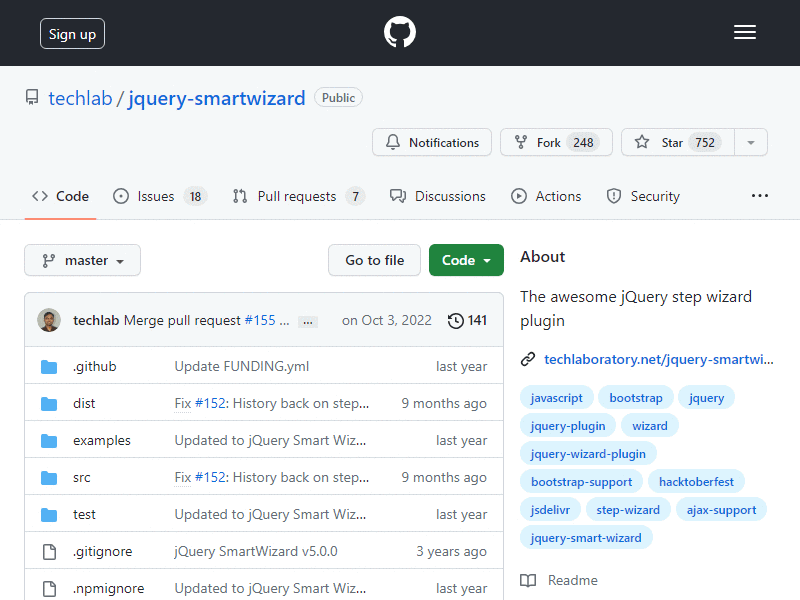 Sign up
techlab / jquery-smartwizard Public
Notifications Fork 248 Star 752
Code Issues 18 Pull requests 7 Discussions Actions Security ...
master Go to file Code
techlab Merge pull request #155 ... ... on Oct 3, 2022 141
.github Update FUNDING.yml last year
dist Fix #152: History back on step... 9 months ago
examples Updated to jQuery Smart Wiz... last year
src Fix #152: History back on step... 9 months ago
test Updated to jQuery Smart Wiz... last year
.gitignore jQuery SmartWizard v5.0.0 3 years ago
.npmignore Updated to jQuery Smart Wiz... last year
About
The awesome jQuery step wizard
plugin
techlaboratory.net/jquery-smartwi...
javascript bootstrap jquery
jquery-plugin wizard
jquery-wizard-plugin
bootstrap-support hacktoberfest
jsdelivr step-wizard ajax-support
jquery-smart-wizard
Readme